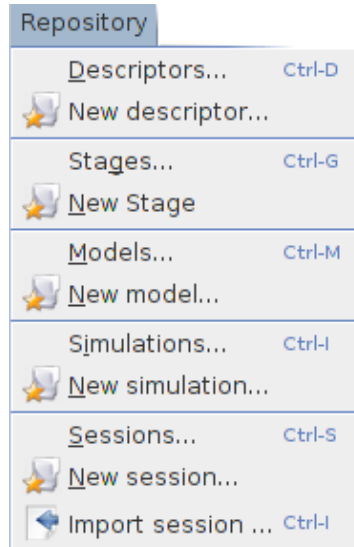 Repository
Descriptors... Ctrl-D
New descriptor...
Stages... Ctrl-G
New Stage
Models... Ctrl-M
New model...
Simulations... Ctrl-I
New simulation...
Sessions... Ctrl-S
New session...
Import session ... Ctrl-I